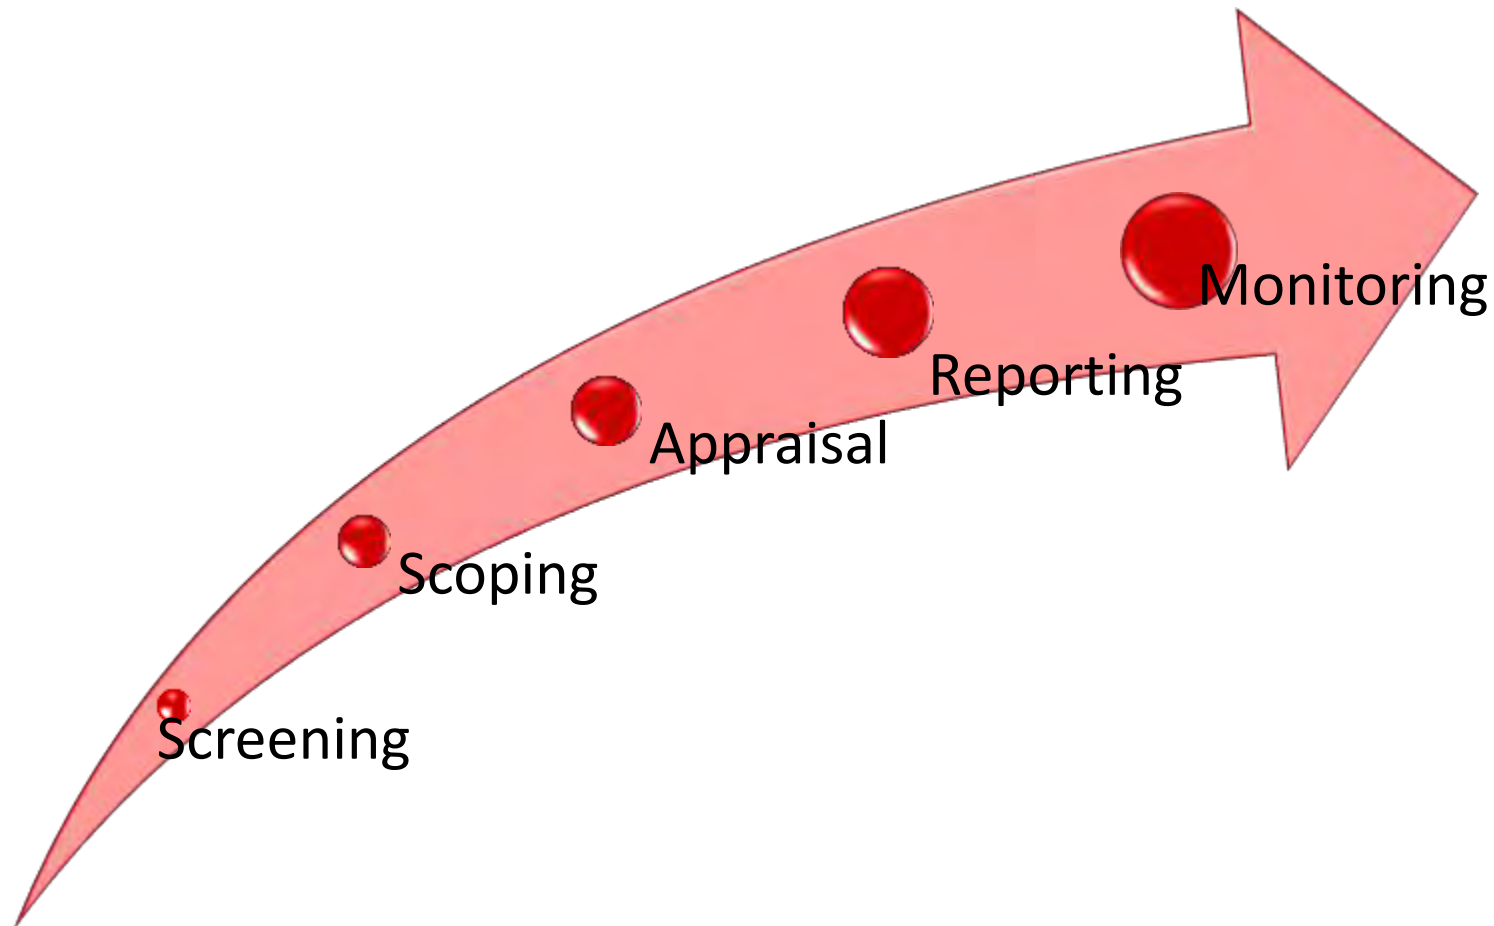 Screening
Scoping
Appraisal
Reporting
Monitoring